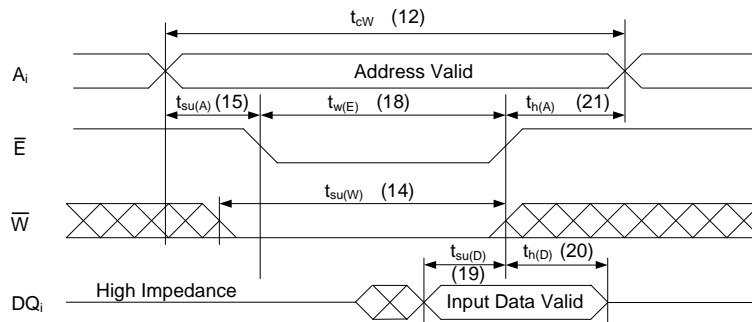 tcW (12)
Ai
Address Valid
tsu(A) (15)
tw(E) (18)
th(A) (21)
E̅
tsu(W) (14)
W̅
tsu(D)
(19)
th(D) (20)
DQi
High Impedance
Input Data Valid